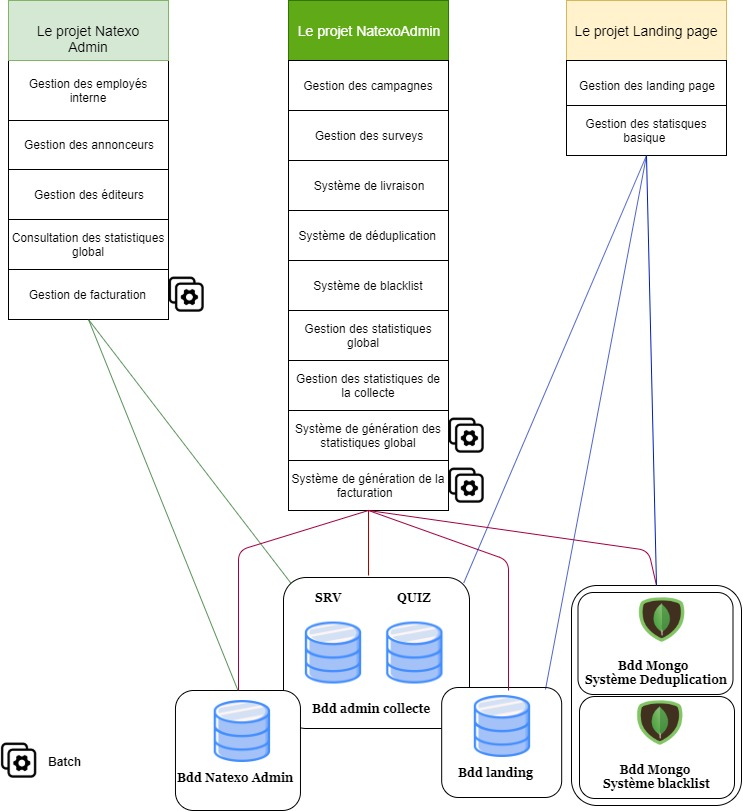 Le projet Natexo
Admin
Gestion des employés
interne
Gestion des annonceurs
Gestion des éditeurs
Consultation des statistiques
global
Gestion de facturation
Le projet NatexoAdmin
Gestion des campagnes
Gestion des surveys
Système de livraison
Système de déduplication
Système de blacklist
Gestion des statistiques
global
Gestion des statistiques de
la collecte
Système de génération des
statistiques global
Système de génération de la
facturation
Le projet Landing page
Gestion des landing page
Gestion des statisques
basique
SRV
QUIZ
Bdd admin collecte
Bdd Natexo Admin
Bdd landing
Bdd Mongo
Système Deduplication
Bdd Mongo
Système blacklist
Batch